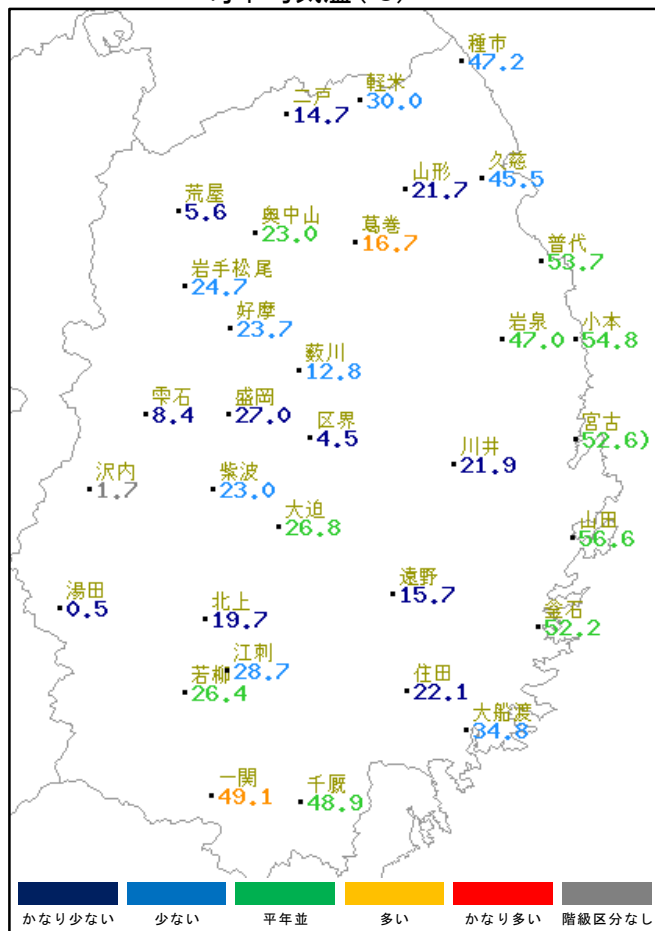 種市
47.2
軽米
30.0
二戸
14.7
久慈
45.5
山形
21.7
荒屋
5.6
奥中山
23.0
葛巻
16.7
普代
53.7
岩手松尾
24.7
好摩
23.7
岩泉
47.0
小本
54.8
薮川
12.8
雫石
8.4
盛岡
27.0
区界
4.5
宮古
52.6)
川井
21.9
沢内
1.7
紫波
23.0
大迫
26.8
山田
56.6
遠野
15.7
湯田
0.5
北上
19.7
釜石
52.2
江刺
28.7
若柳
26.4
住田
22.1
大船渡
34.8
一関
49.1
千厩
48.9
かなり少ない 少ない 平年並 多い かなり多い 階級区分なし